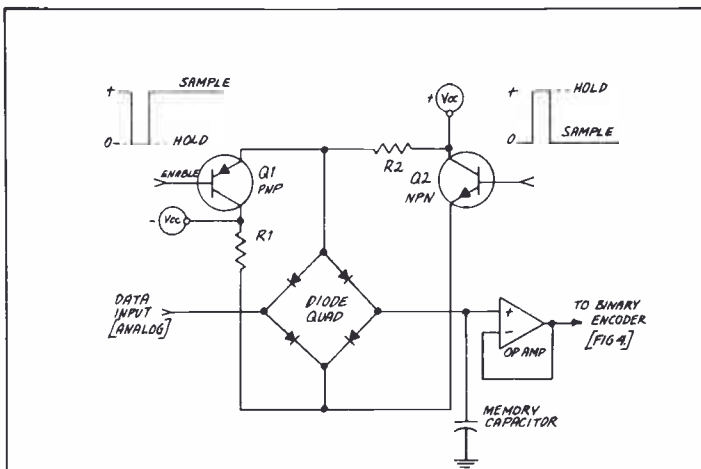 + SAMPLE
0- HOLD
ENABLE
Q1
PNP
- Vcc
R1
R2
+ Vcc
Q2
NPN
+ HOLD
0 SAMPLE
DATA
INPUT
[ANALOG]
DIODE
QUAD
+
-
OP AMP
TO BINARY
ENCODER
[FIG 4.]
MEMORY
CAPACITOR